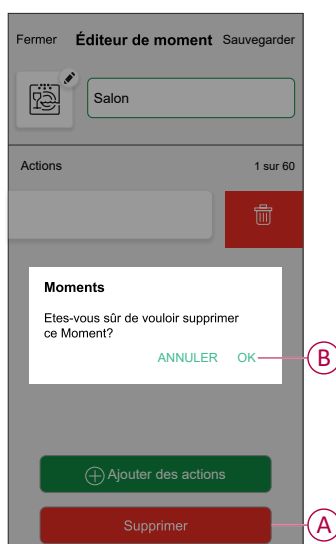 Fermer Éditeur de moment Sauvegarder
Salon
Actions 1 sur 60
Moments
Etes-vous sûr de vouloir supprimer
ce Moment?
ANNULER OK
B
Ajouter des actions
Supprimer
A